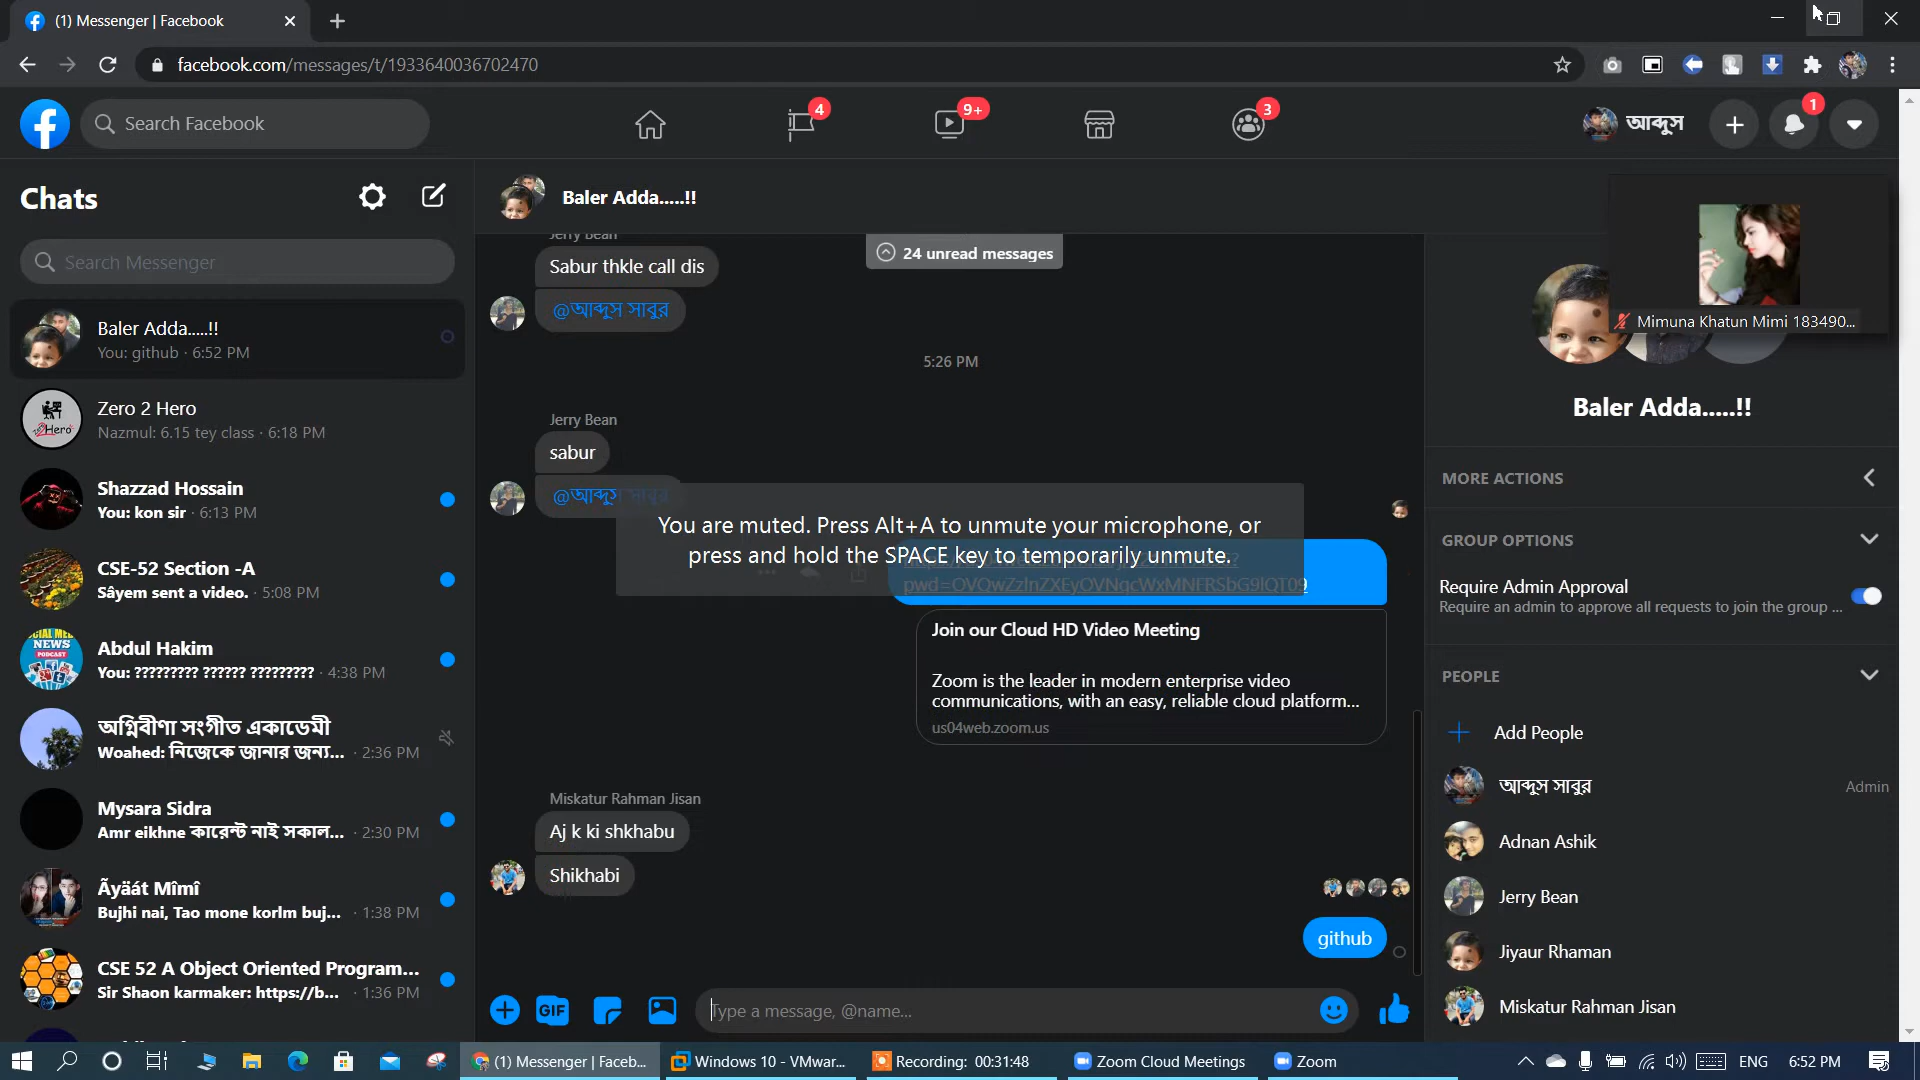 (1) Messenger | Facebook
facebook.com/messages/t/1933640036702470
Search Facebook
4
9+
3
আব্দুস
1
Chats
Search Messenger
Baler Adda.....!!
You: github · 6:52 PM
Zero 2 Hero
Nazmul: 6.15 tey class · 6:18 PM
Shazzad Hossain
You: kon sir · 6:13 PM
CSE-52 Section -A
Sâyem sent a video. · 5:08 PM
Abdul Hakim
You: ????????? ?????? ????????? · 4:38 PM
অগ্নিবীণা সংগীত একাডেমী
Woahed: নিজেকে জানার জন্য... · 2:36 PM
Mysara Sidra
Amr eikhne কারেন্ট নাই সকাল... · 2:30 PM
Ãyäát Mîmî
Bujhi nai, Tao mone korlm buj... · 1:38 PM
CSE 52 A Object Oriented Program...
Sir Shaon karmaker: https://b... · 1:36 PM
Baler Adda.....!!
Jerry Bean
24 unread messages
Sabur thkle call dis
@আব্দুস সাবুর
5:26 PM
Jerry Bean
sabur
@আব্দুস সাবুর
You are muted. Press Alt+A to unmute your microphone, or
press and hold the SPACE key to temporarily unmute.
Join our Cloud HD Video Meeting
Zoom is the leader in modern enterprise video
communications, with an easy, reliable cloud platform...
us04web.zoom.us
Miskatur Rahman Jisan
Aj k ki shkhabu
Shikhabi
github
GIF
Type a message, @name...
Mimuna Khatun Mimi 183490...
Baler Adda.....!!
MORE ACTIONS
GROUP OPTIONS
Require Admin Approval
Require an admin to approve all requests to join the group ...
PEOPLE
Add People
আব্দুস সাবুর Admin
Adnan Ashik
Jerry Bean
Jiyaur Rhaman
Miskatur Rahman Jisan
(1) Messenger | Faceb...
Windows 10 - VMwar...
Recording: 00:31:48
Zoom Cloud Meetings
Zoom
ENG
6:52 PM